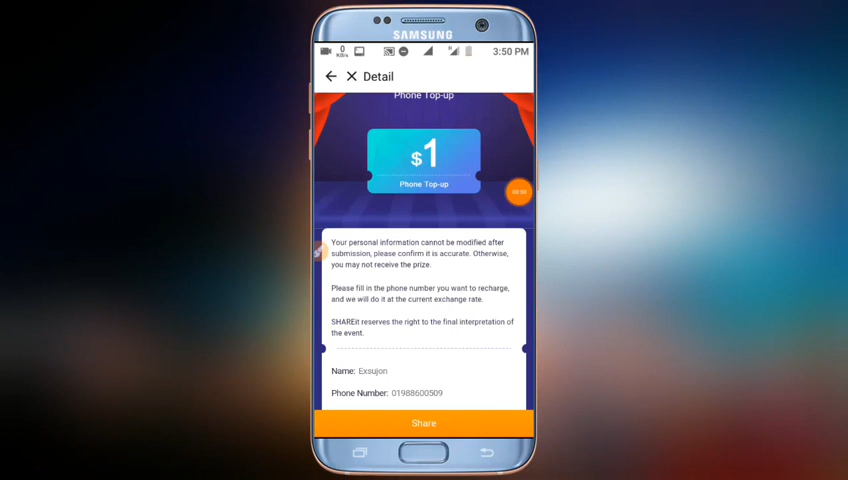 SAMSUNG
0
KB/s
H
3:50 PM
Detail
Phone Top-up
$1
Phone Top-up
Your personal information cannot be modified after
submission, please confirm it is accurate. Otherwise,
you may not receive the prize.
Please fill in the phone number you want to recharge,
and we will do it at the current exchange rate.
SHAREit reserves the right to the final interpretation of
the event.
Name: Exsujon
Phone Number: 01988600509
Share